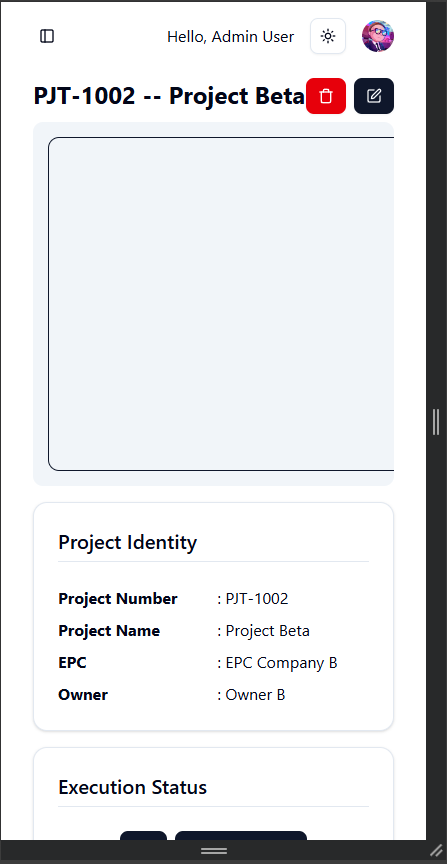 Hello, Admin User
PJT-1002 -- Project Beta
Project Identity
Project Number : PJT-1002
Project Name : Project Beta
EPC : EPC Company B
Owner : Owner B
Execution Status